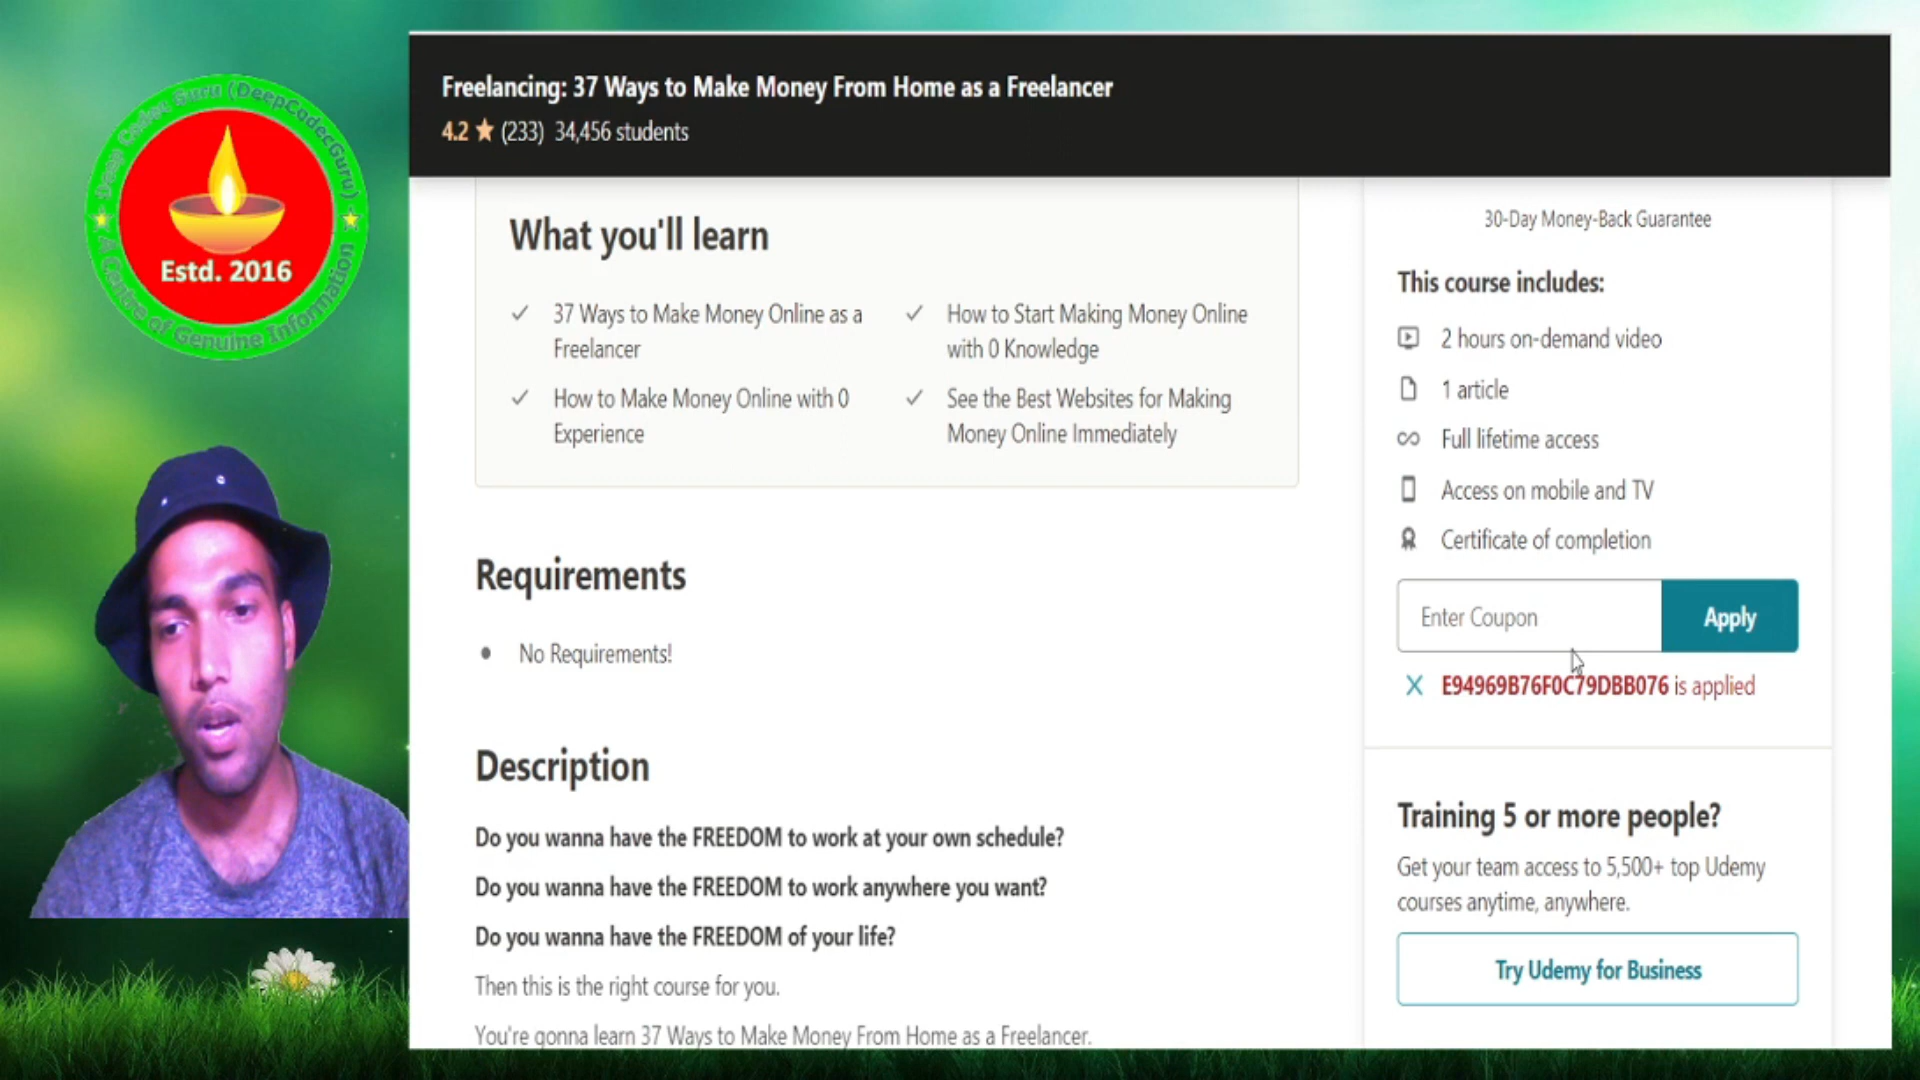 Deep Codec Guru (DeepCodecGuru)
Estd. 2016
A Centre of Genuine Information
Freelancing: 37 Ways to Make Money From Home as a Freelancer
4.2 ★ (233) 34,456 students
What you'll learn
37 Ways to Make Money Online as a
Freelancer
How to Start Making Money Online
with 0 Knowledge
How to Make Money Online with 0
Experience
See the Best Websites for Making
Money Online Immediately
Requirements
No Requirements!
Description
Do you wanna have the FREEDOM to work at your own schedule?
Do you wanna have the FREEDOM to work anywhere you want?
Do you wanna have the FREEDOM of your life?
Then this is the right course for you.
You're gonna learn 37 Ways to Make Money From Home as a Freelancer.
30-Day Money-Back Guarantee
This course includes:
2 hours on-demand video
1 article
Full lifetime access
Access on mobile and TV
Certificate of completion
Enter Coupon
Apply
E94969B76F0C79DBB076 is applied
Training 5 or more people?
Get your team access to 5,500+ top Udemy
courses anytime, anywhere.
Try Udemy for Business